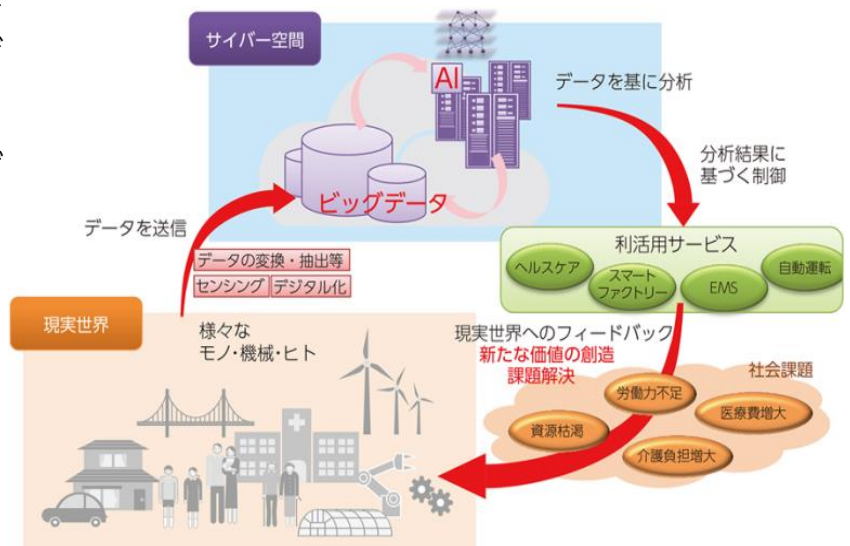 サイバー空間
AI
データを基に分析
分析結果に
基づく制御
ビッグデータ
データを送信
利活用サービス
ヘルスケア
スマート
ファクトリー
EMS
自動運転
データの変換・抽出等
センシング
デジタル化
現実世界
様々な
モノ・機械・ヒト
現実世界へのフィードバック
新たな価値の創造
課題解決
社会課題
労働力不足
医療費増大
資源枯渇
介護負担増大